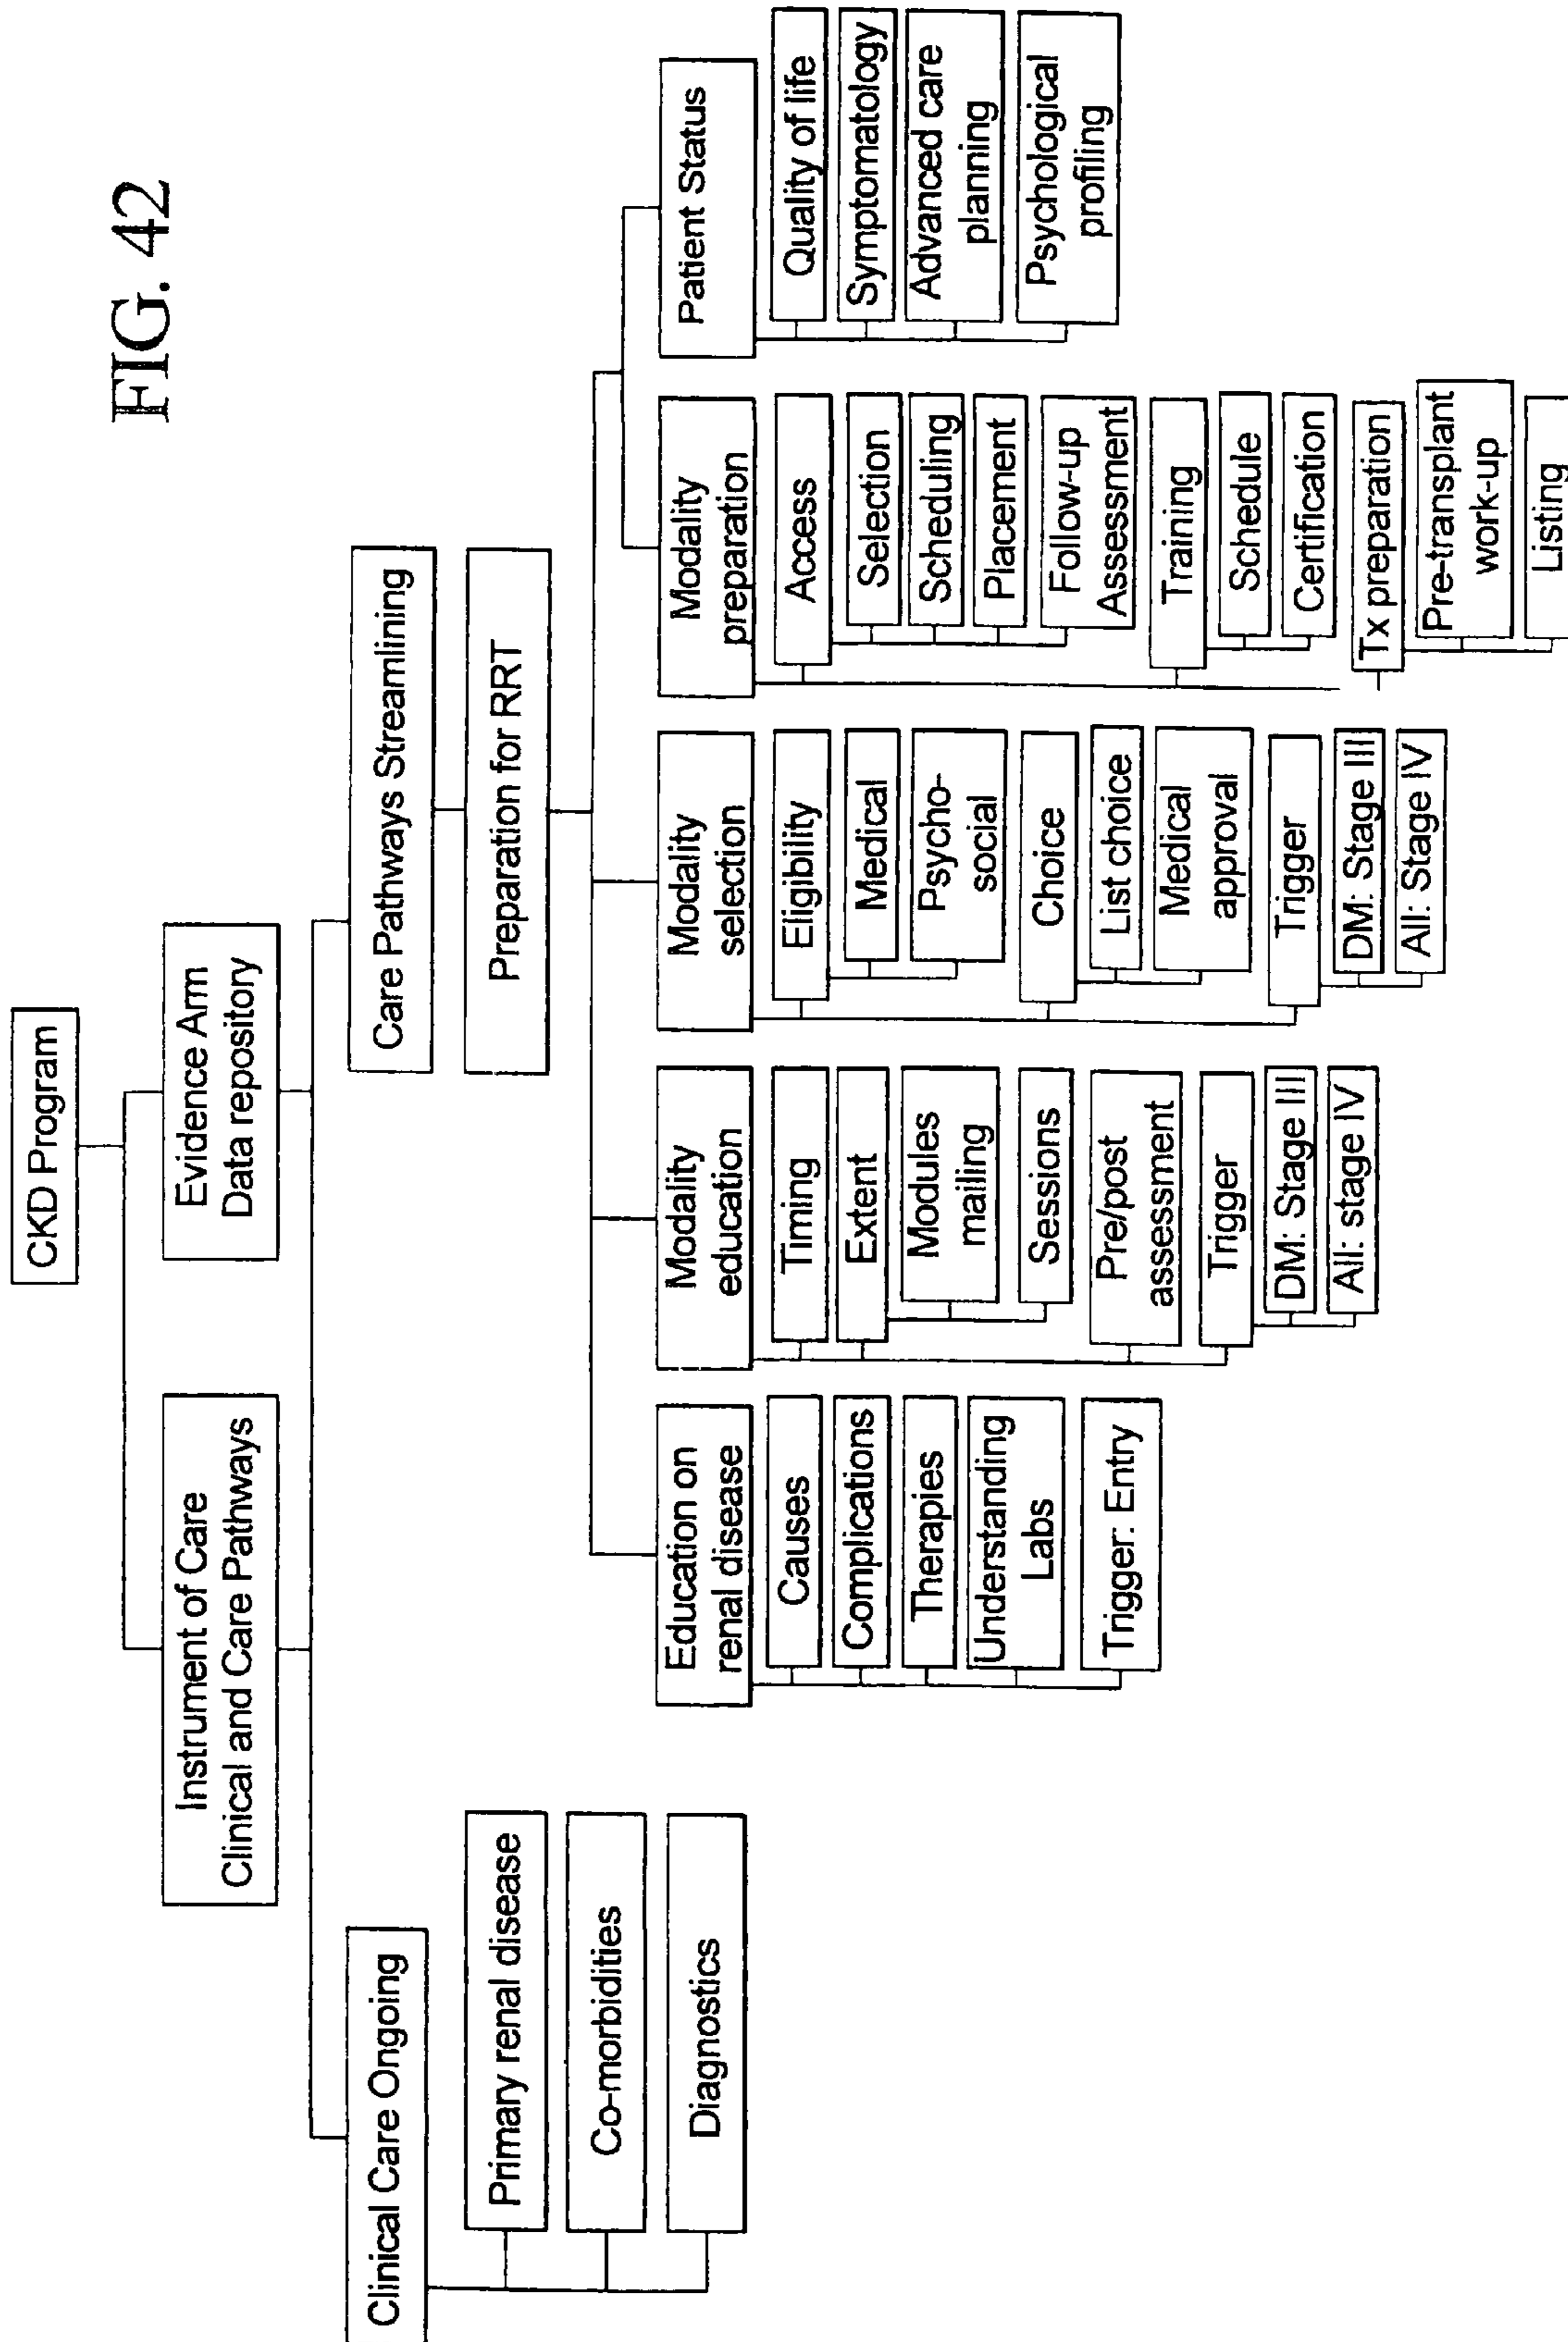 FIG. 42
CKD Program
Instrument of Care
Clinical and Care Pathways
Evidence Arm
Data repository
Clinical Care Ongoing
Primary renal disease
Co-morbidities
Diagnostics
Care Pathways Streamlining
Preparation for RRT
Education on
renal disease
Causes
Complications
Therapies
Understanding
Labs
Trigger: Entry
Modality
education
Timing
Extent
Modules
mailing
Sessions
Pre/post
assessment
Trigger
DM: Stage III
All: stage IV
Modality
selection
Eligibility
Medical
Psycho-
social
Choice
List choice
Medical
approval
Trigger
DM: Stage III
All: Stage IV
Modality
preparation
Access
Selection
Scheduling
Placement
Follow-up
Assessment
Training
Schedule
Certification
Tx preparation
Pre-transplant
work-up
Listing
Patient Status
Quality of life
Symptomatology
Advanced care
planning
Psychological
profiling